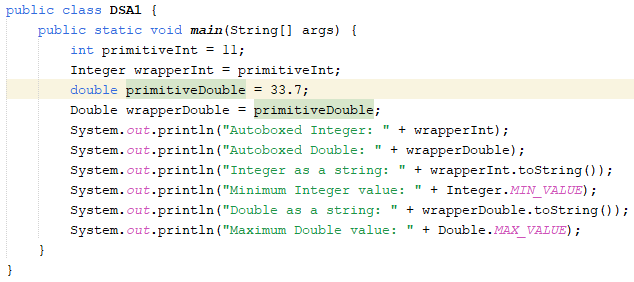 public class DSA1 {
    public static void main(String[] args) {
        int primitiveInt = 11;
        Integer wrapperInt = primitiveInt;
        double primitiveDouble = 33.7;
        Double wrapperDouble = primitiveDouble;
        System.out.println("Autoboxed Integer: " + wrapperInt);
        System.out.println("Autoboxed Double: " + wrapperDouble);
        System.out.println("Integer as a string: " + wrapperInt.toString());
        System.out.println("Minimum Integer value: " + Integer.MIN_VALUE);
        System.out.println("Double as a string: " + wrapperDouble.toString());
        System.out.println("Maximum Double value: " + Double.MAX_VALUE);
    }
}